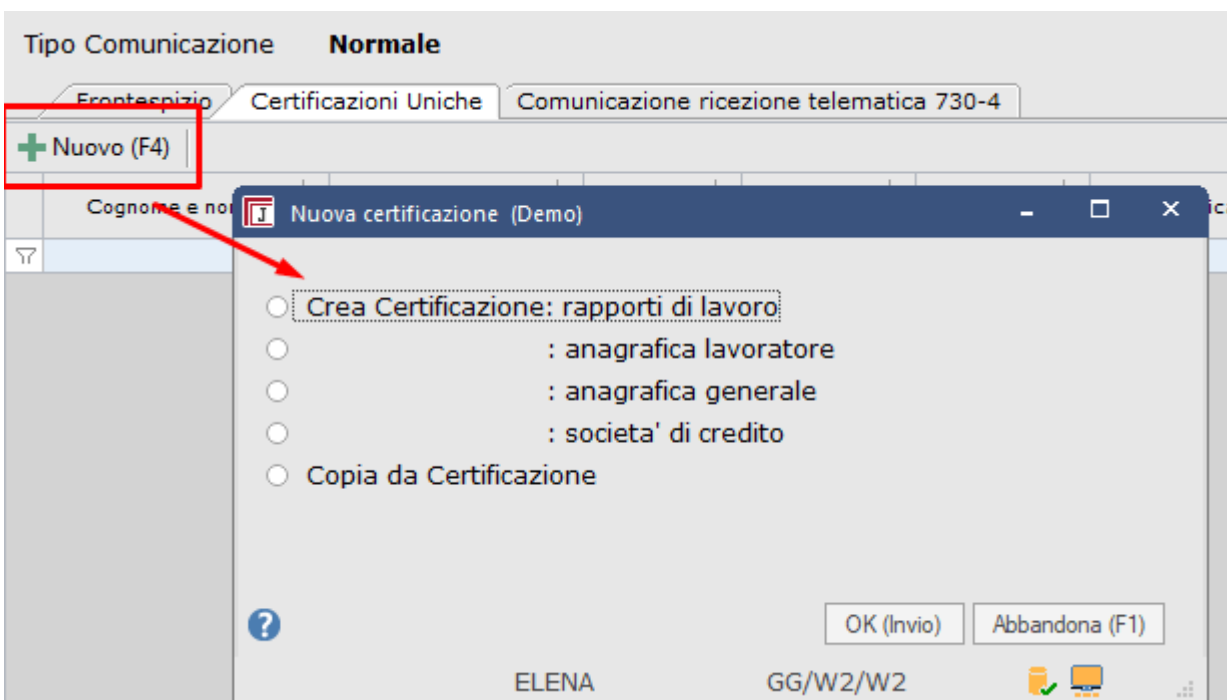 Tipo Comunicazione Normale
Frontespizio Certificazioni Uniche Comunicazione ricezione telematica 730-4
Nuovo (F4)
Cognome e no
J Nuova certificazione (Demo)
Crea Certificazione: rapporti di lavoro
: anagrafica lavoratore
: anagrafica generale
: societa' di credito
Copia da Certificazione
? OK (Invio) Abbandona (F1)
ELENA GG/W2/W2